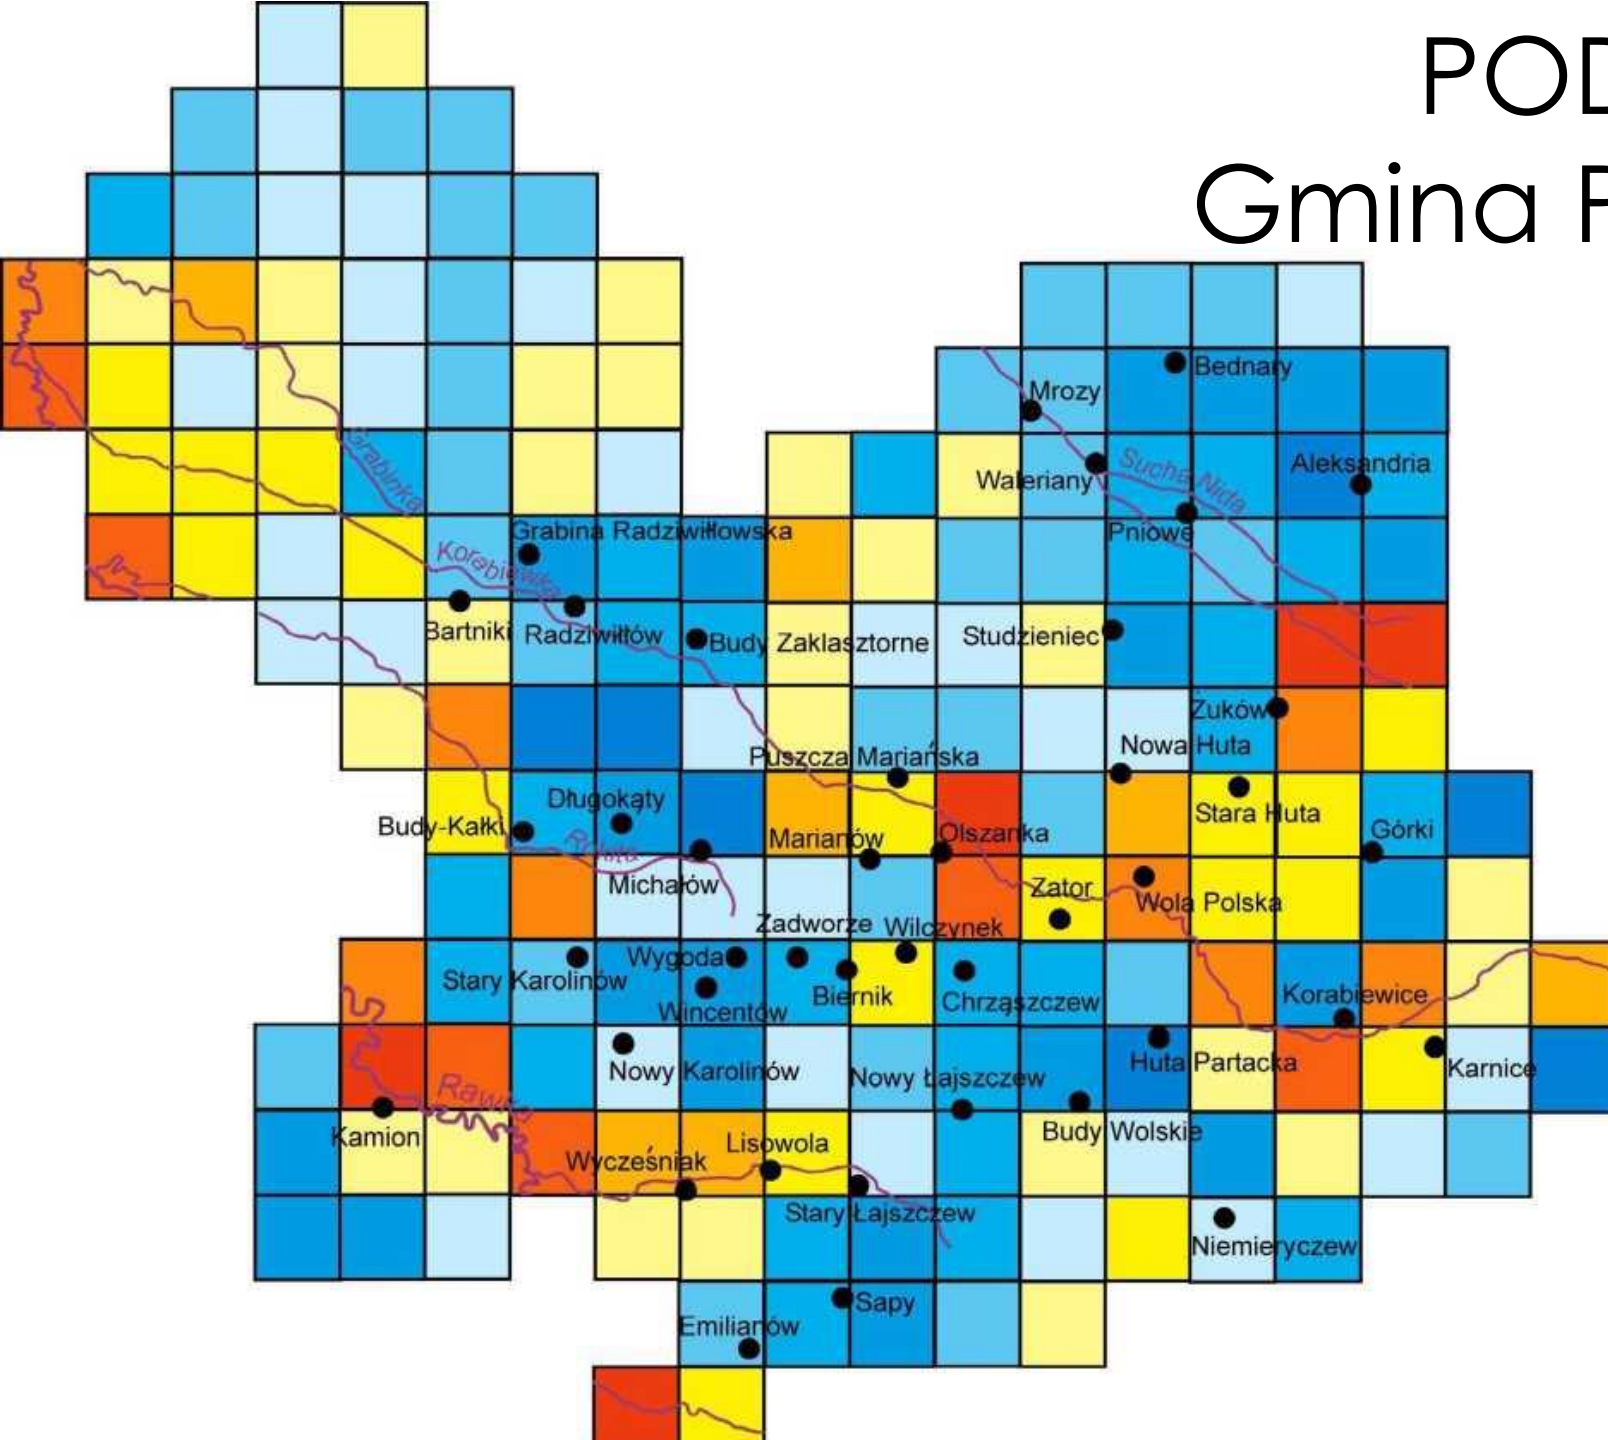 POD
Gmina P
Bednary
Mrozy
Aleksandria
Waleriany
Sucha Nida
Grabinka
Pniowe
Grabina Radziwiłłowska
Korabiewka
Bartniki
Radziwiłłów
Budy Zaklasztorne
Studzieniec
Żuków
Nowa Huta
Puszcza Mariańska
Długokąty
Stara Huta
Budy-Kałki
Marianów
Olszanka
Górki
Rokita
Michałów
Zator
Wola Polska
Zadworze
Wilczynek
Stary Karolinów
Wygoda
Biernik
Chrząszczew
Korabiewice
Wincentów
Nowy Karolinów
Nowy Łajszczew
Huta Partacka
Karnice
Rawka
Kamion
Lisowola
Budy Wolskie
Wycześniak
Stary Łajszczew
Niemieryczew
Sapy
Emilianów